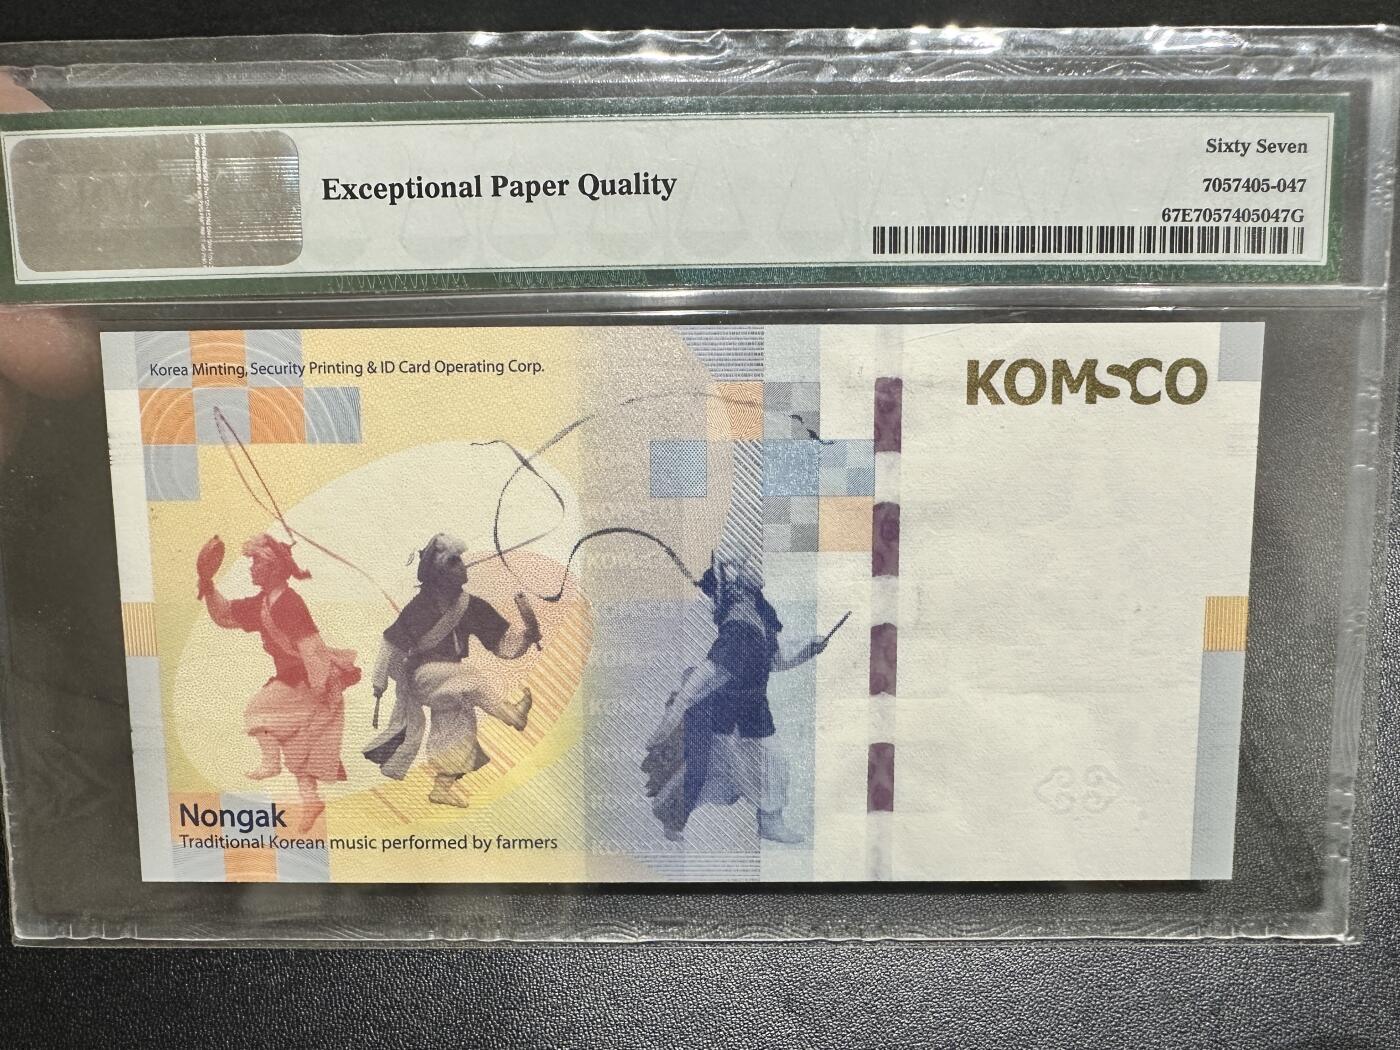 Exceptional Paper Quality
Sixty Seven
7057405-047
67E7057405047G
Korea Minting, Security Printing & ID Card Operating Corp.
KOMSCO
Nongak
Traditional Korean music performed by farmers